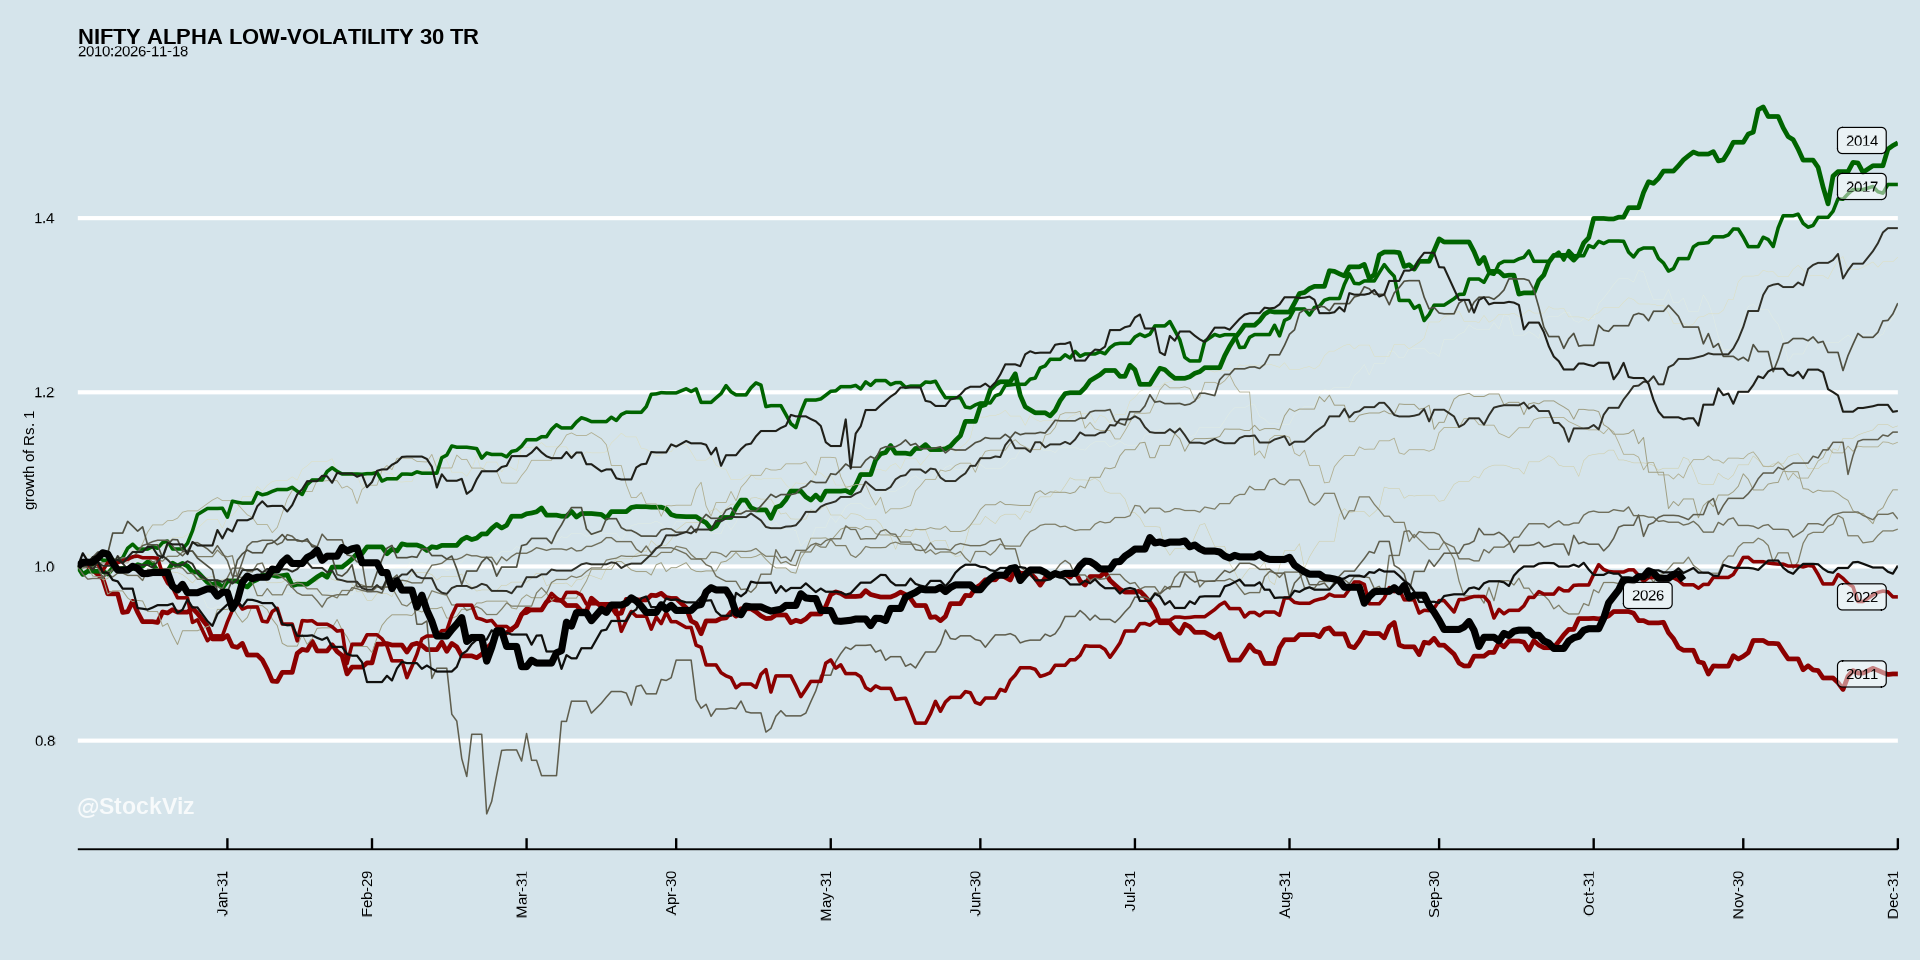 NIFTY ALPHA LOW-VOLATILITY 30 TR
2010:2026-11-18
growth of Rs. 1
1.4
1.2
1.0
0.8
2014
2017
2026
2022
2011
@StockViz
Jan-31
Feb-29
Mar-31
Apr-30
May-31
Jun-30
Jul-31
Aug-31
Sep-30
Oct-31
Nov-30
Dec-31